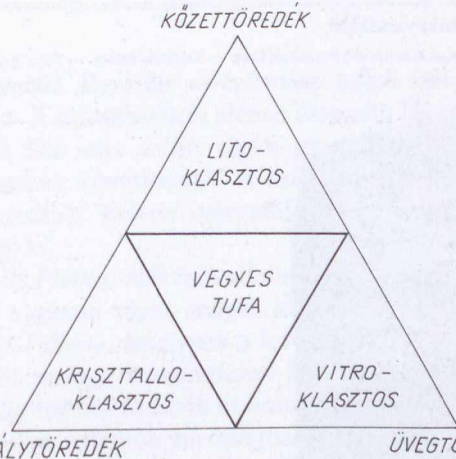 KŐZETTÖREDÉK
LITO-
KLASZTOS
VEGYES
TUFA
KRISZTALLO-
KLASZTOS
VITRO-
KLASZTOS
ÁLYTÖREDÉK
ÜVEGTÖ